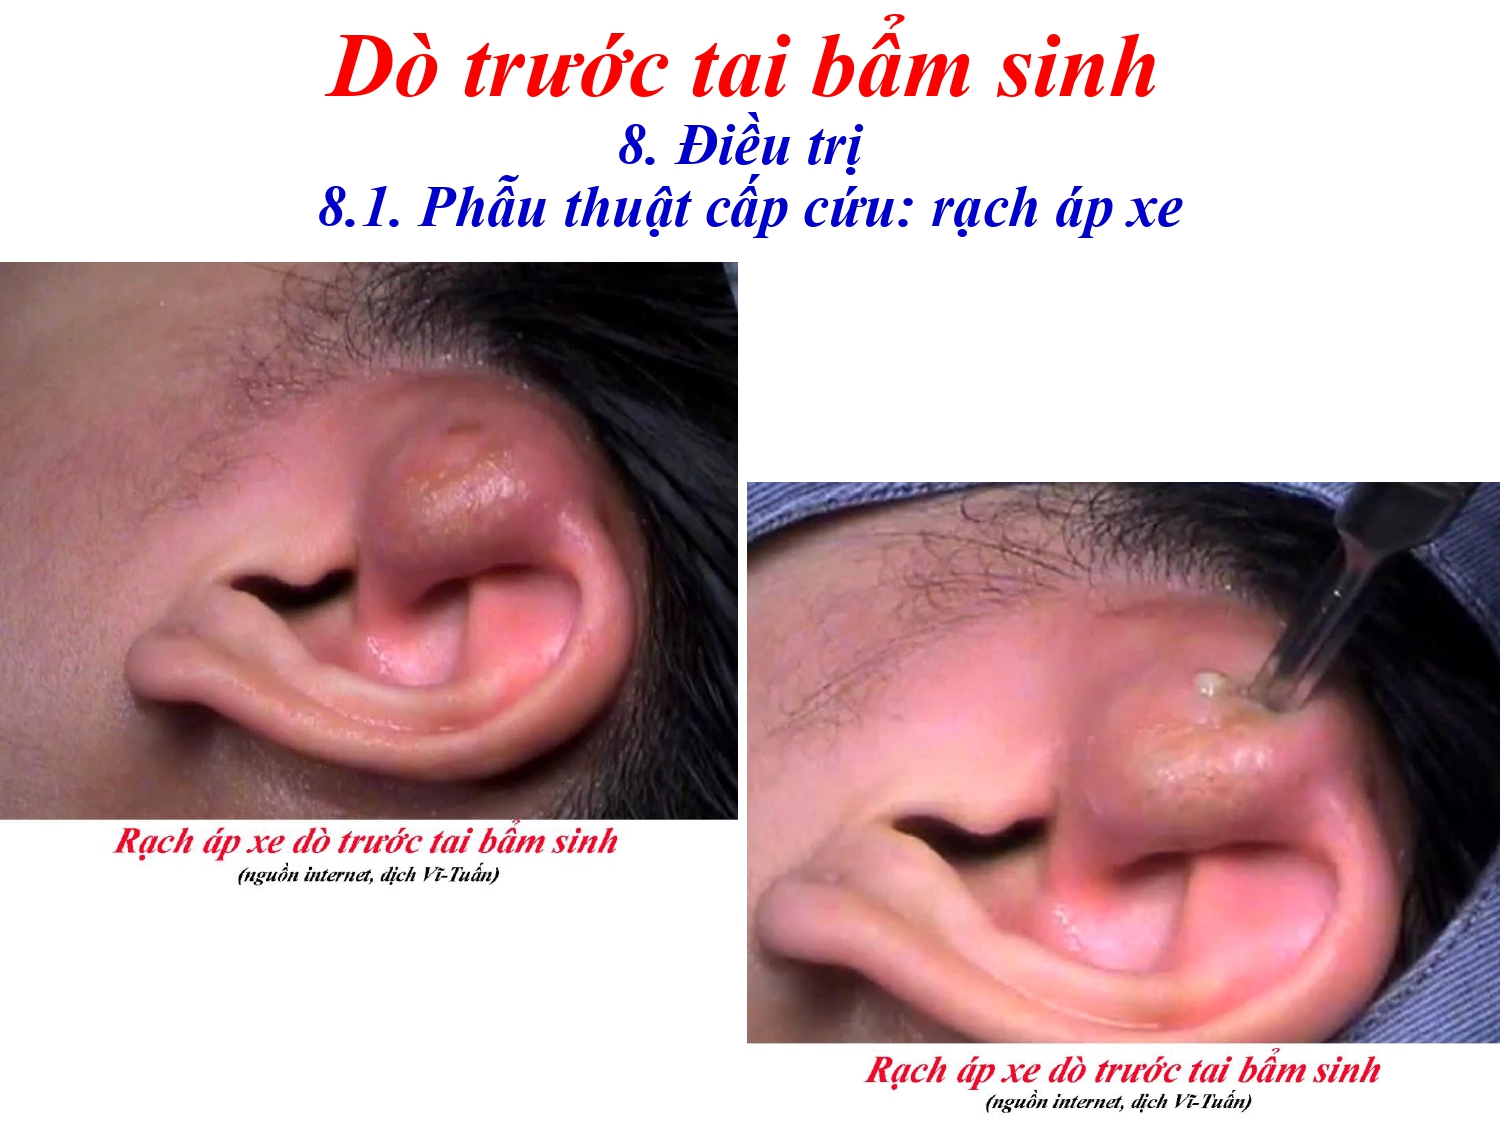 Dò trước tai bẩm sinh
8. Điều trị
8.1. Phẫu thuật cấp cứu: rạch áp xe
Rạch áp xe dò trước tai bẩm sinh
(nguồn internet, dịch Vĩ-Tuấn)
Rạch áp xe dò trước tai bẩm sinh
(nguồn internet, dịch Vĩ-Tuấn)